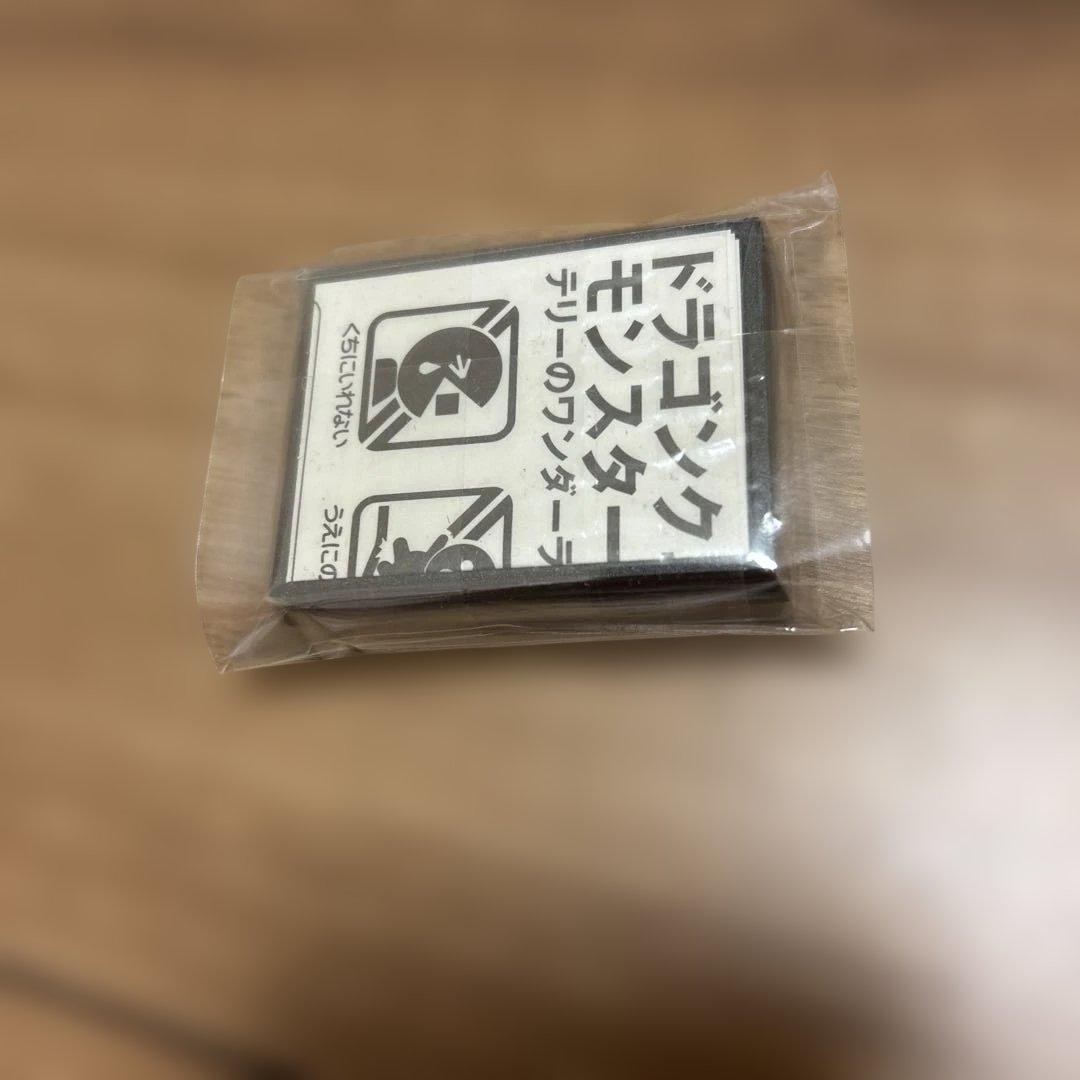 ドラゴンク
モンスター
テリーのワンダーラ
くちにいれない
うえにの